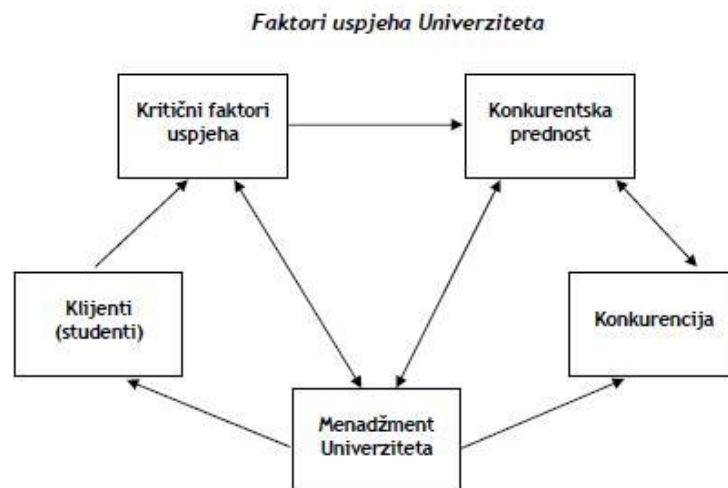 Faktori uspjeha Univerziteta
Kritični faktori
uspjeha
Konkurentska
prednost
Klijenti
(studenti)
Konkurencija
Menadžment
Univerziteta